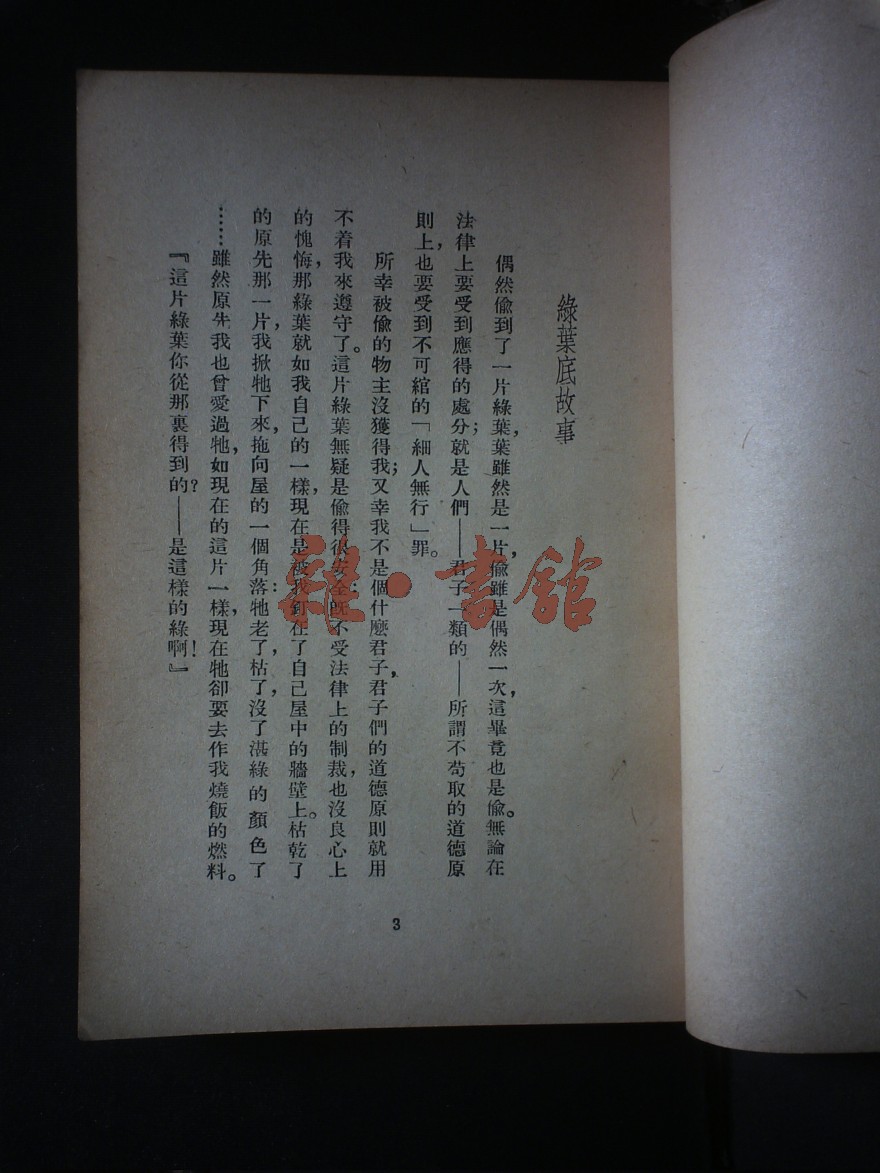 綠葉底故事
偶然偷到了一片綠葉，葉雖然是一片，偷雖是偶然一次，這畢竟也是偷。無論在
法律上要受到應得的處分；就是人們——君子一類的——所謂不苟取的道德原
則上，也要受到不可綰的「細人無行」罪。
所幸被偷的物主沒獲得我；又幸我不是個什麼君子，君子們的道德原則就用
不着我來遵守了。這片綠葉無疑是偷得很安全：既不受法律上的制裁，也沒良心上
的愧悔，那綠葉就如我自己的一樣，現在是被我釘在了自己屋中的牆壁上。枯乾了
的原先那一片，我掀牠下來，拖向屋的一個角落：牠老了，枯了，沒了湛綠的顏色了
……雖然原先我也曾愛過牠，如現在的這片一樣，現在牠卻要去作我燒飯的燃料。
『這片綠葉你從那裏得到的？——是這樣的綠啊！』
3
雜·書館